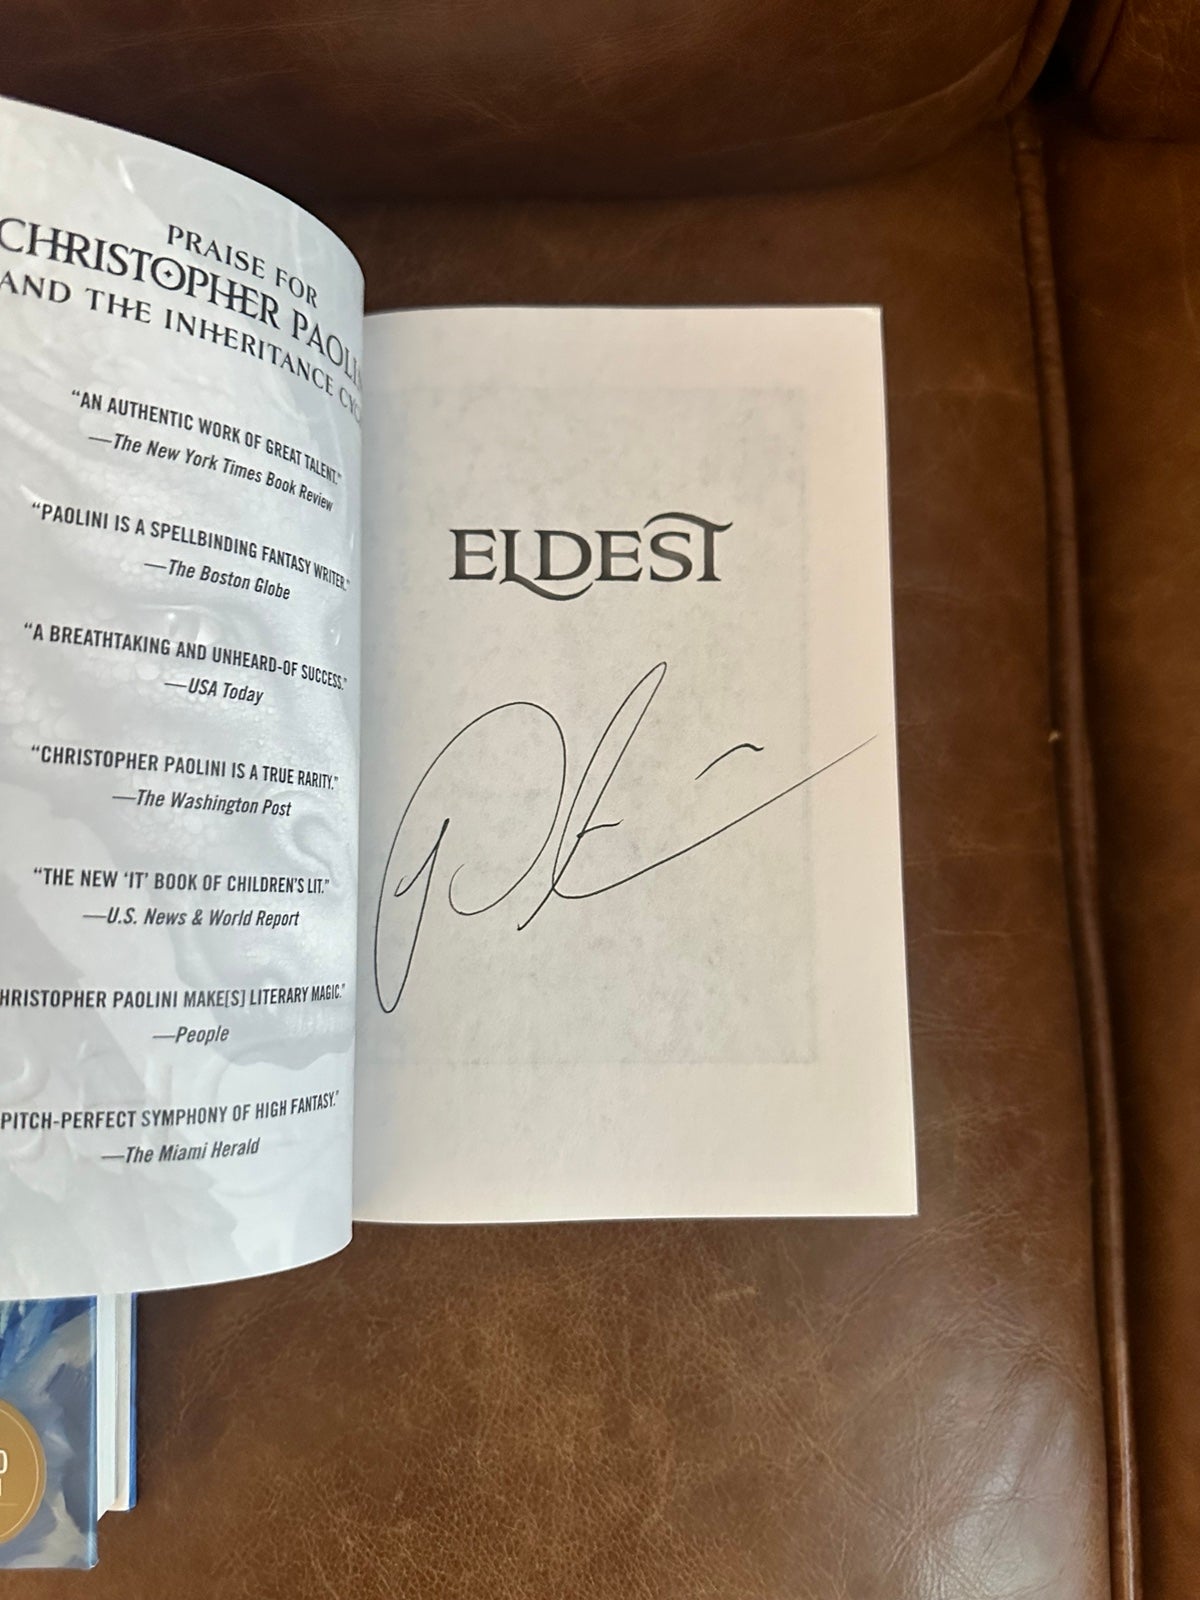 PRAISE FOR
CHRISTOPHER PAOLINI
AND THE INHERITANCE
“AN AUTHENTIC WORK OF GREAT TALENT.”
—The New York Times Book Review
“PAOLINI IS A SPELLBINDING FANTASY WRITER.”
—The Boston Globe
“A BREATHTAKING AND UNHEARD-OF SUCCESS.”
—USA Today
“CHRISTOPHER PAOLINI IS A TRUE RARITY.”
—The Washington Post
“THE NEW ‘IT’ BOOK OF CHILDREN’S LIT.”
—U.S. News & World Report
HRISTOPHER PAOLINI MAKE[S] LITERARY MAGIC.”
—People
PITCH-PERFECT SYMPHONY OF HIGH FANTASY.”
—The Miami Herald
ELDEST